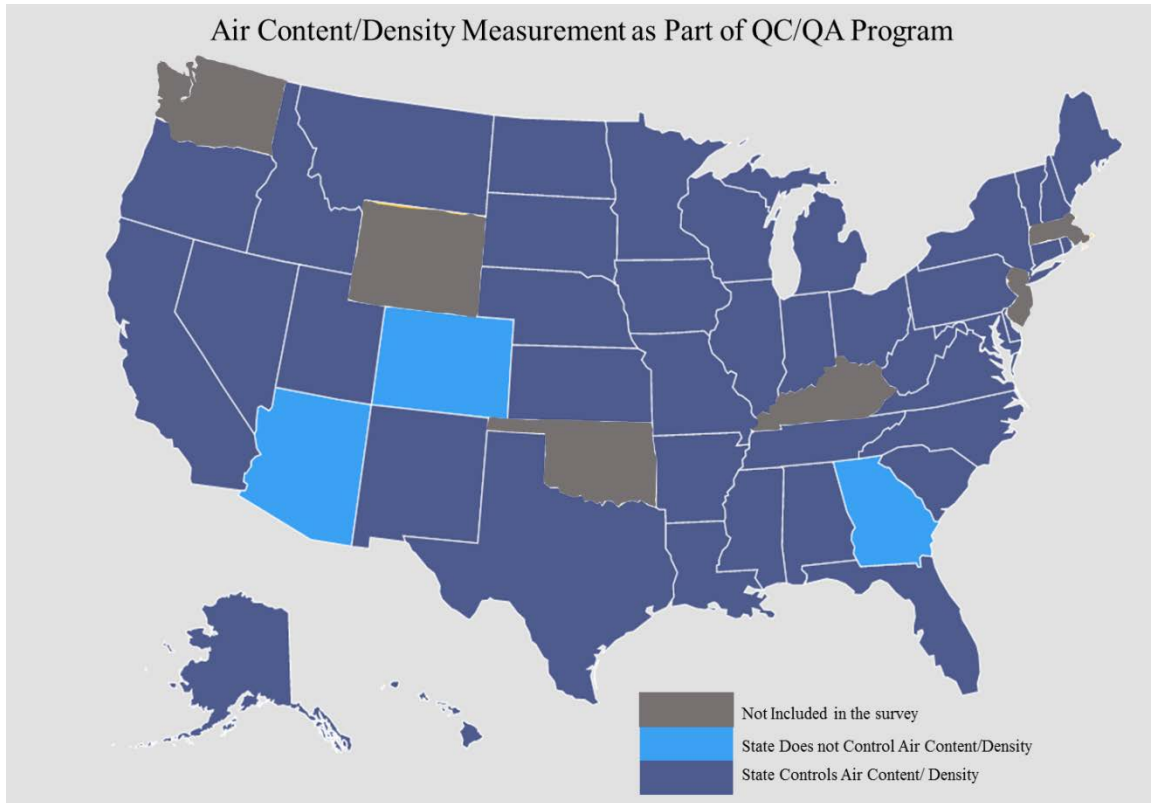 Air Content/Density Measurement as Part of QC/QA Program
Not Included in the survey
State Does not Control Air Content/Density
State Controls Air Content/ Density